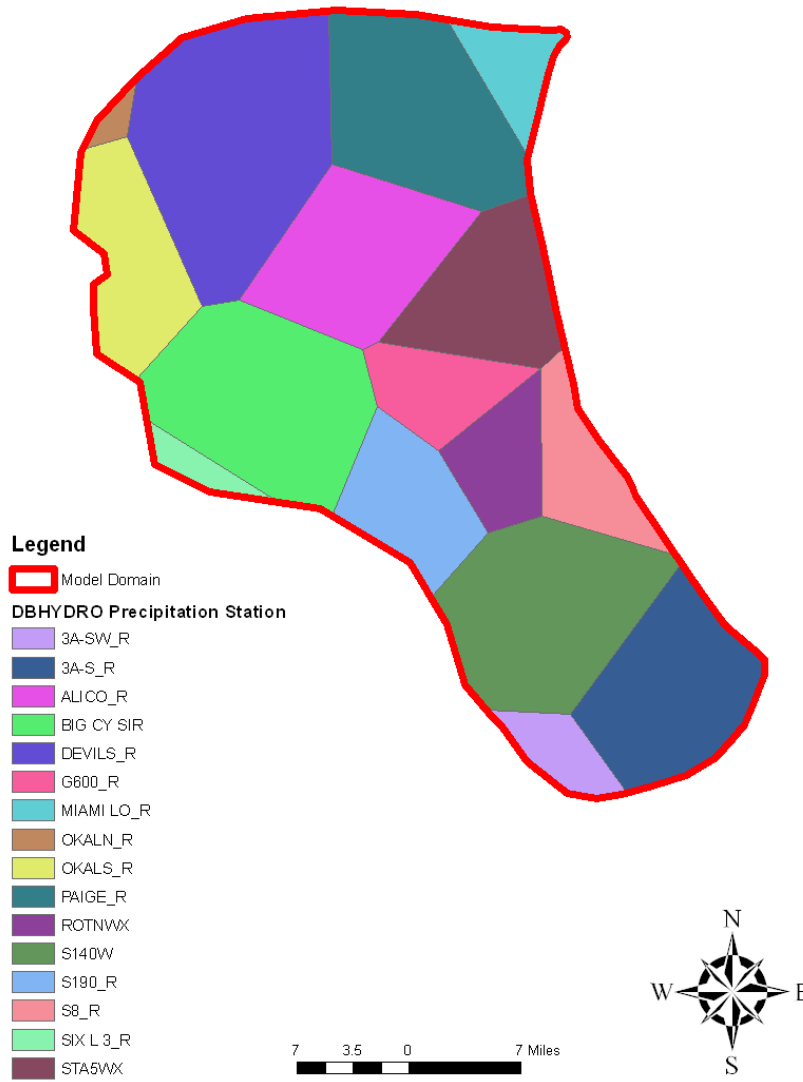 Legend
Model Domain
DBHYDRO Precipitation Station
3A-SW_R
3A-S_R
ALICO_R
BIG CY SIR
DEVILS_R
G600_R
MIAMI LO_R
OKALN_R
OKALS_R
PAIGE_R
ROTNWX
S140W
S190_R
S8_R
SIX L 3_R
STA5WX
7 3.5 0 7 Miles
N
W E
S